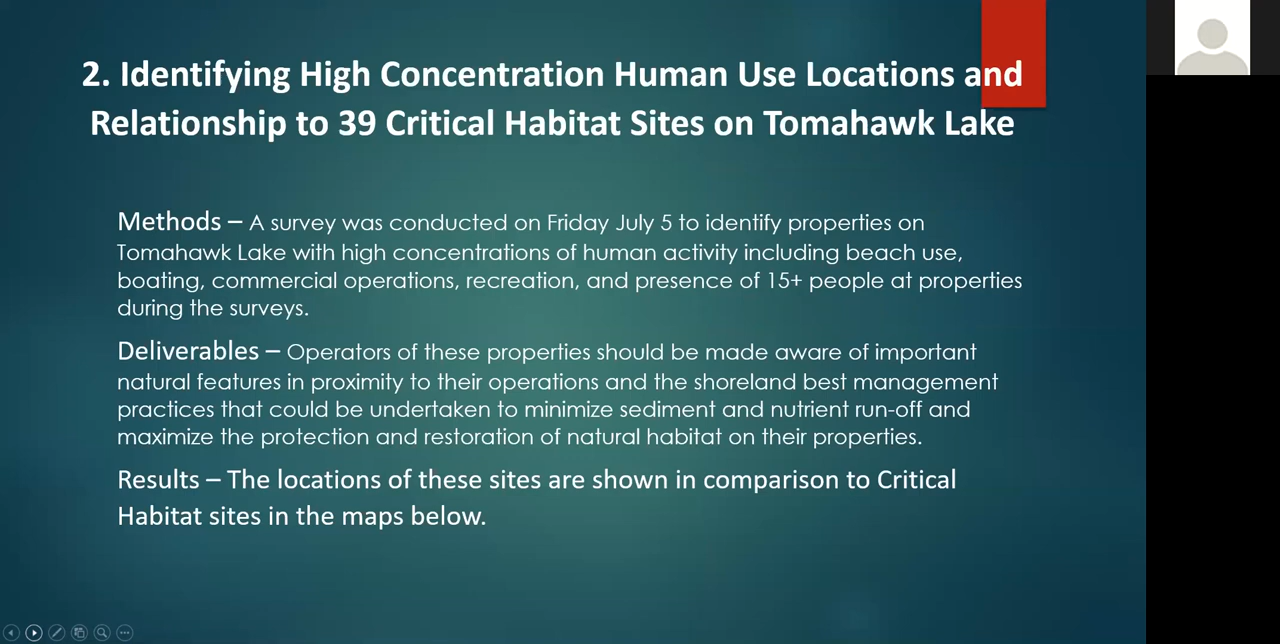 2. Identifying High Concentration Human Use Locations and
Relationship to 39 Critical Habitat Sites on Tomahawk Lake
Methods – A survey was conducted on Friday July 5 to identify properties on
Tomahawk Lake with high concentrations of human activity including beach use,
boating, commercial operations, recreation, and presence of 15+ people at properties
during the surveys.
Deliverables – Operators of these properties should be made aware of important
natural features in proximity to their operations and the shoreland best management
practices that could be undertaken to minimize sediment and nutrient run-off and
maximize the protection and restoration of natural habitat on their properties.
Results – The locations of these sites are shown in comparison to Critical
Habitat sites in the maps below.